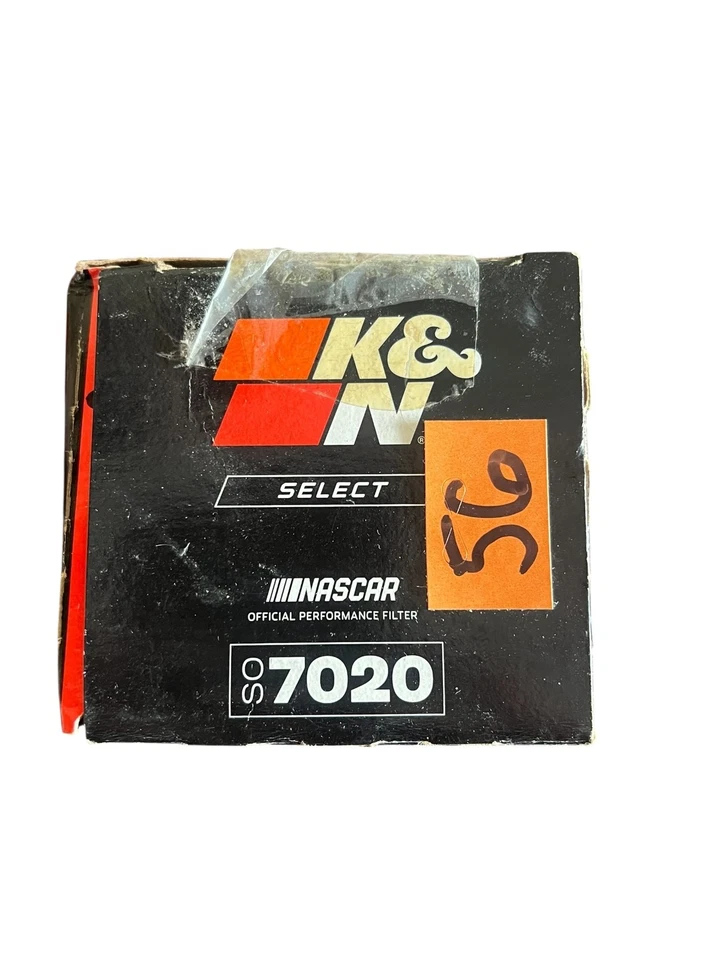 K&
N®
SELECT
56
NASCAR
OFFICIAL PERFORMANCE FILTER
SO 7020